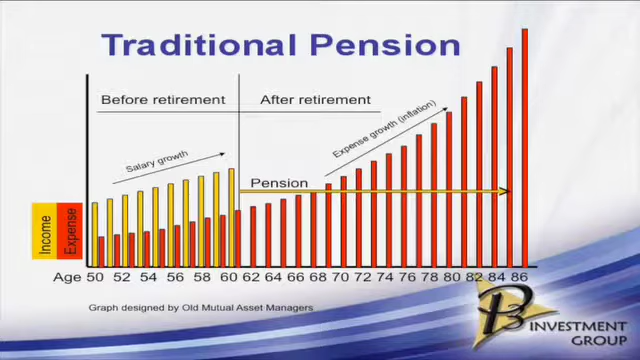 Traditional Pension
Before retirement
After retirement
Salary growth
Expense growth (inflation)
Pension
Income
Expense
Age 50 52 54 56 58 60 62 64 66 68 70 72 74 76 78 80 82 84 86
Graph designed by Old Mutual Asset Managers
P3
INVESTMENT
GROUP